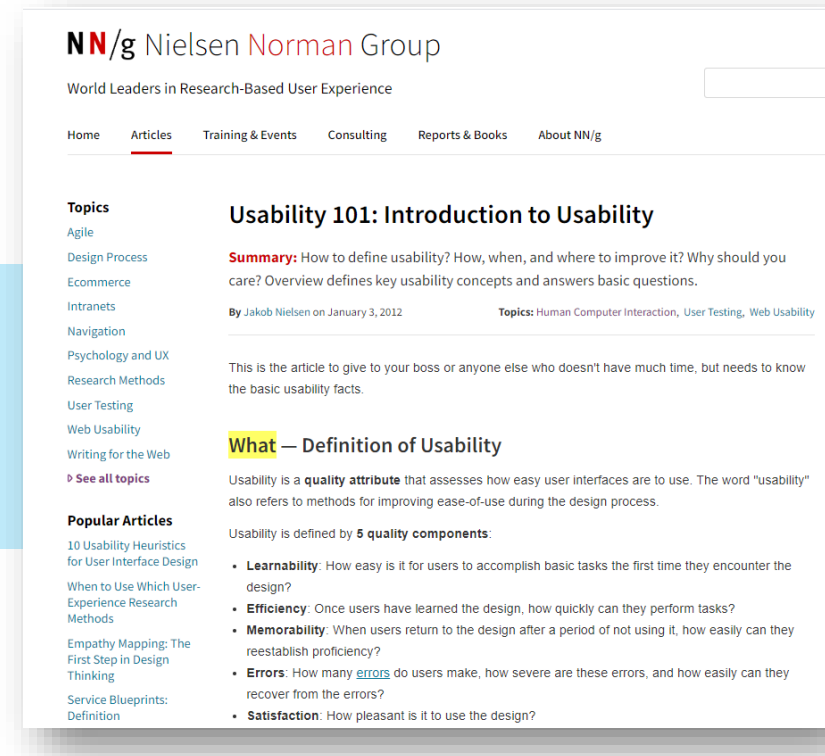 NN/g Nielsen Norman Group
World Leaders in Research-Based User Experience
Home Articles Training & Events Consulting Reports & Books About NN/g
Topics
Agile
Design Process
Ecommerce
Intranets
Navigation
Psychology and UX
Research Methods
User Testing
Web Usability
Writing for the Web
See all topics
Popular Articles
10 Usability Heuristics
for User Interface Design
When to Use Which User-
Experience Research
Methods
Empathy Mapping: The
First Step in Design
Thinking
Service Blueprints:
Definition
Usability 101: Introduction to Usability
Summary: How to define usability? How, when, and where to improve it? Why should you
care? Overview defines key usability concepts and answers basic questions.
By Jakob Nielsen on January 3, 2012 Topics: Human Computer Interaction, User Testing, Web Usability
This is the article to give to your boss or anyone else who doesn't have much time, but needs to know
the basic usability facts.
What — Definition of Usability
Usability is a quality attribute that assesses how easy user interfaces are to use. The word "usability"
also refers to methods for improving ease-of-use during the design process.
Usability is defined by 5 quality components:
• Learnability: How easy is it for users to accomplish basic tasks the first time they encounter the
design?
• Efficiency: Once users have learned the design, how quickly can they perform tasks?
• Memorability: When users return to the design after a period of not using it, how easily can they
reestablish proficiency?
• Errors: How many errors do users make, how severe are these errors, and how easily can they
recover from the errors?
• Satisfaction: How pleasant is it to use the design?